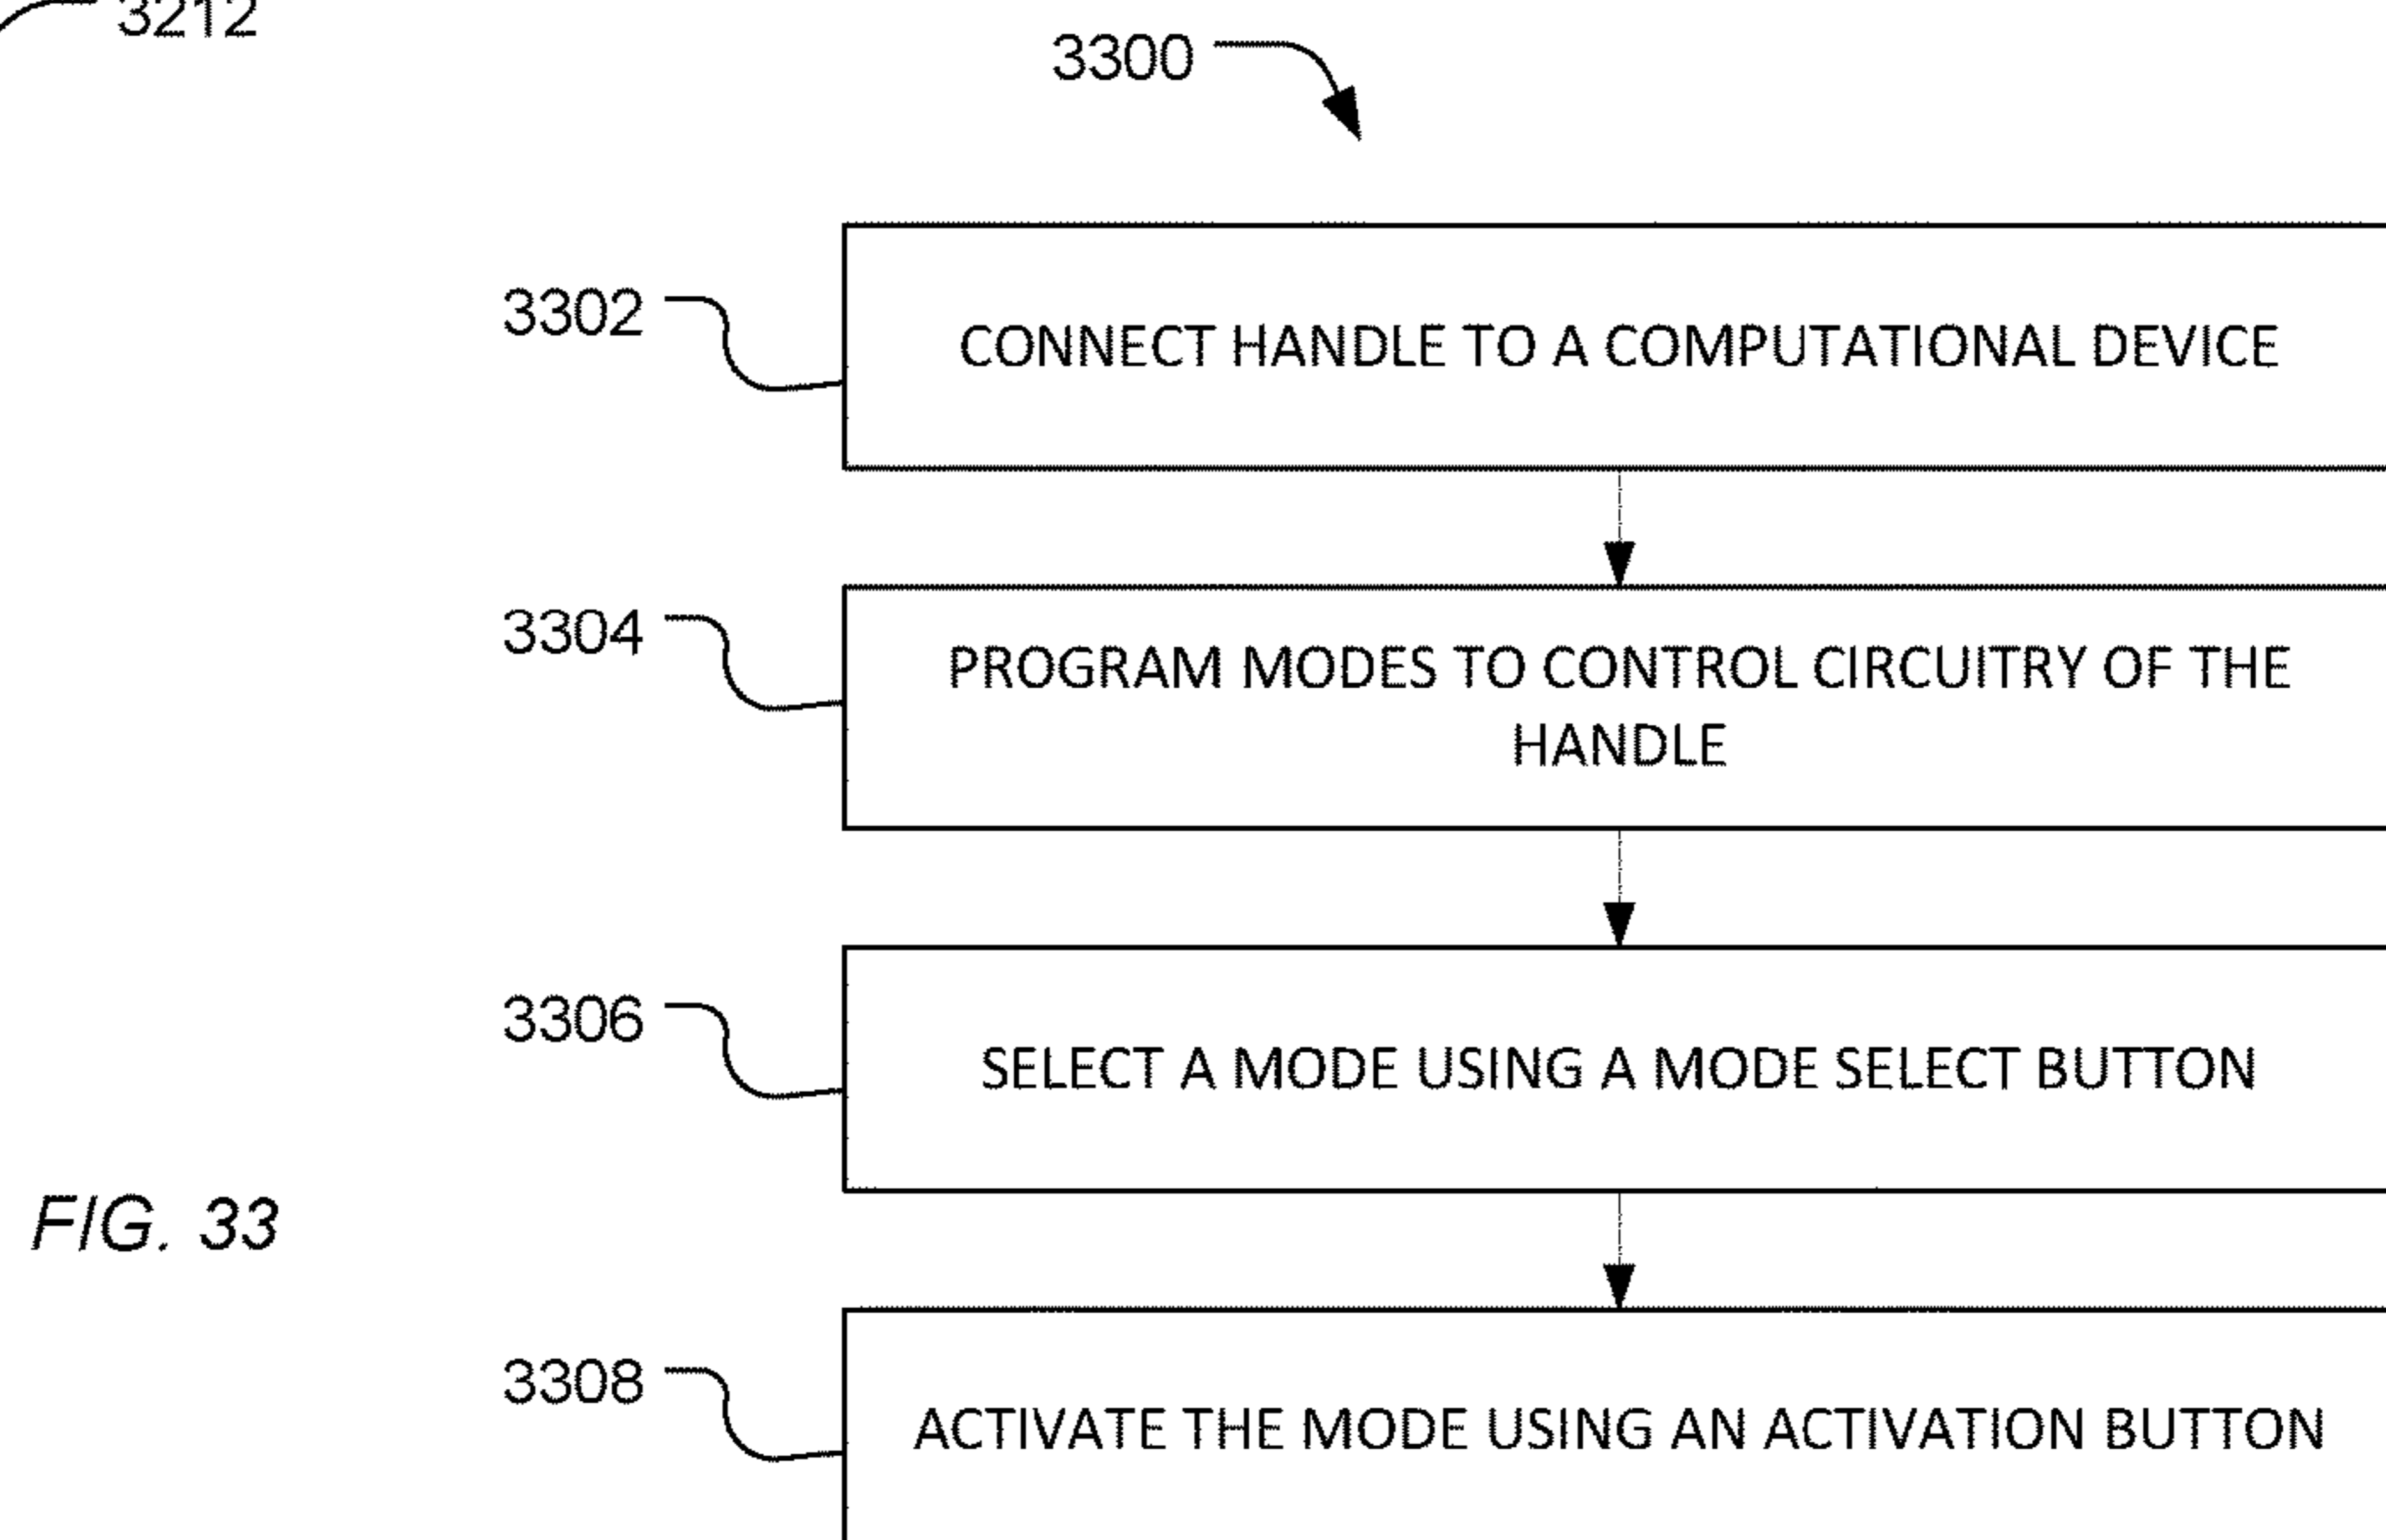 3212
3300
3302
CONNECT HANDLE TO A COMPUTATIONAL DEVICE
3304
PROGRAM MODES TO CONTROL CIRCUITRY OF THE
HANDLE
3306
SELECT A MODE USING A MODE SELECT BUTTON
FIG. 33
3308
ACTIVATE THE MODE USING AN ACTIVATION BUTTON